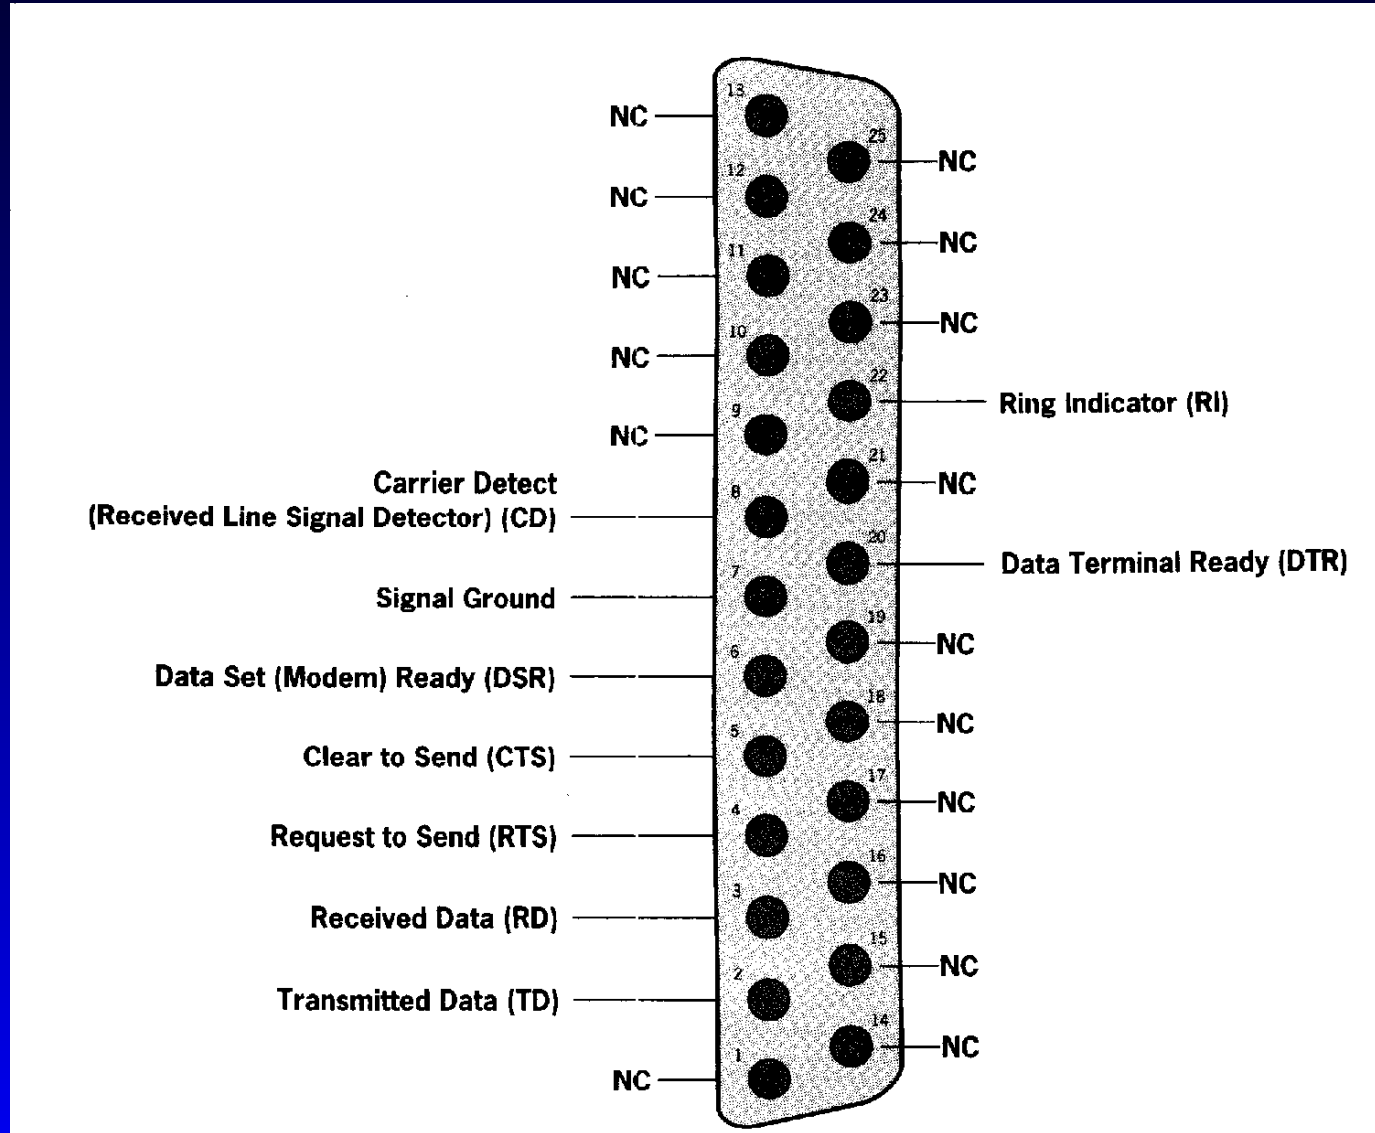 13
NC
25
NC
12
NC
24
NC
11
NC
23
NC
10
NC
22
Ring Indicator (RI)
9
NC
21
NC
Carrier Detect
8
(Received Line Signal Detector) (CD)
20
Data Terminal Ready (DTR)
7
Signal Ground
19
NC
6
Data Set (Modem) Ready (DSR)
18
NC
5
Clear to Send (CTS)
17
NC
4
Request to Send (RTS)
16
NC
3
Received Data (RD)
15
NC
2
Transmitted Data (TD)
14
NC
1
NC